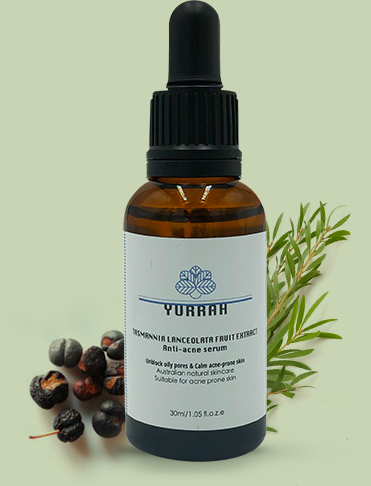 YURRAH
TASMANNIA LANCEOLATA FRUIT EXTRACT
Anti-acne serum
Unblock oily pores & Calm acne-prone skin
Australian natural skincare
Suitable for acne prone skin
30ml/1.05 fl.oz.e